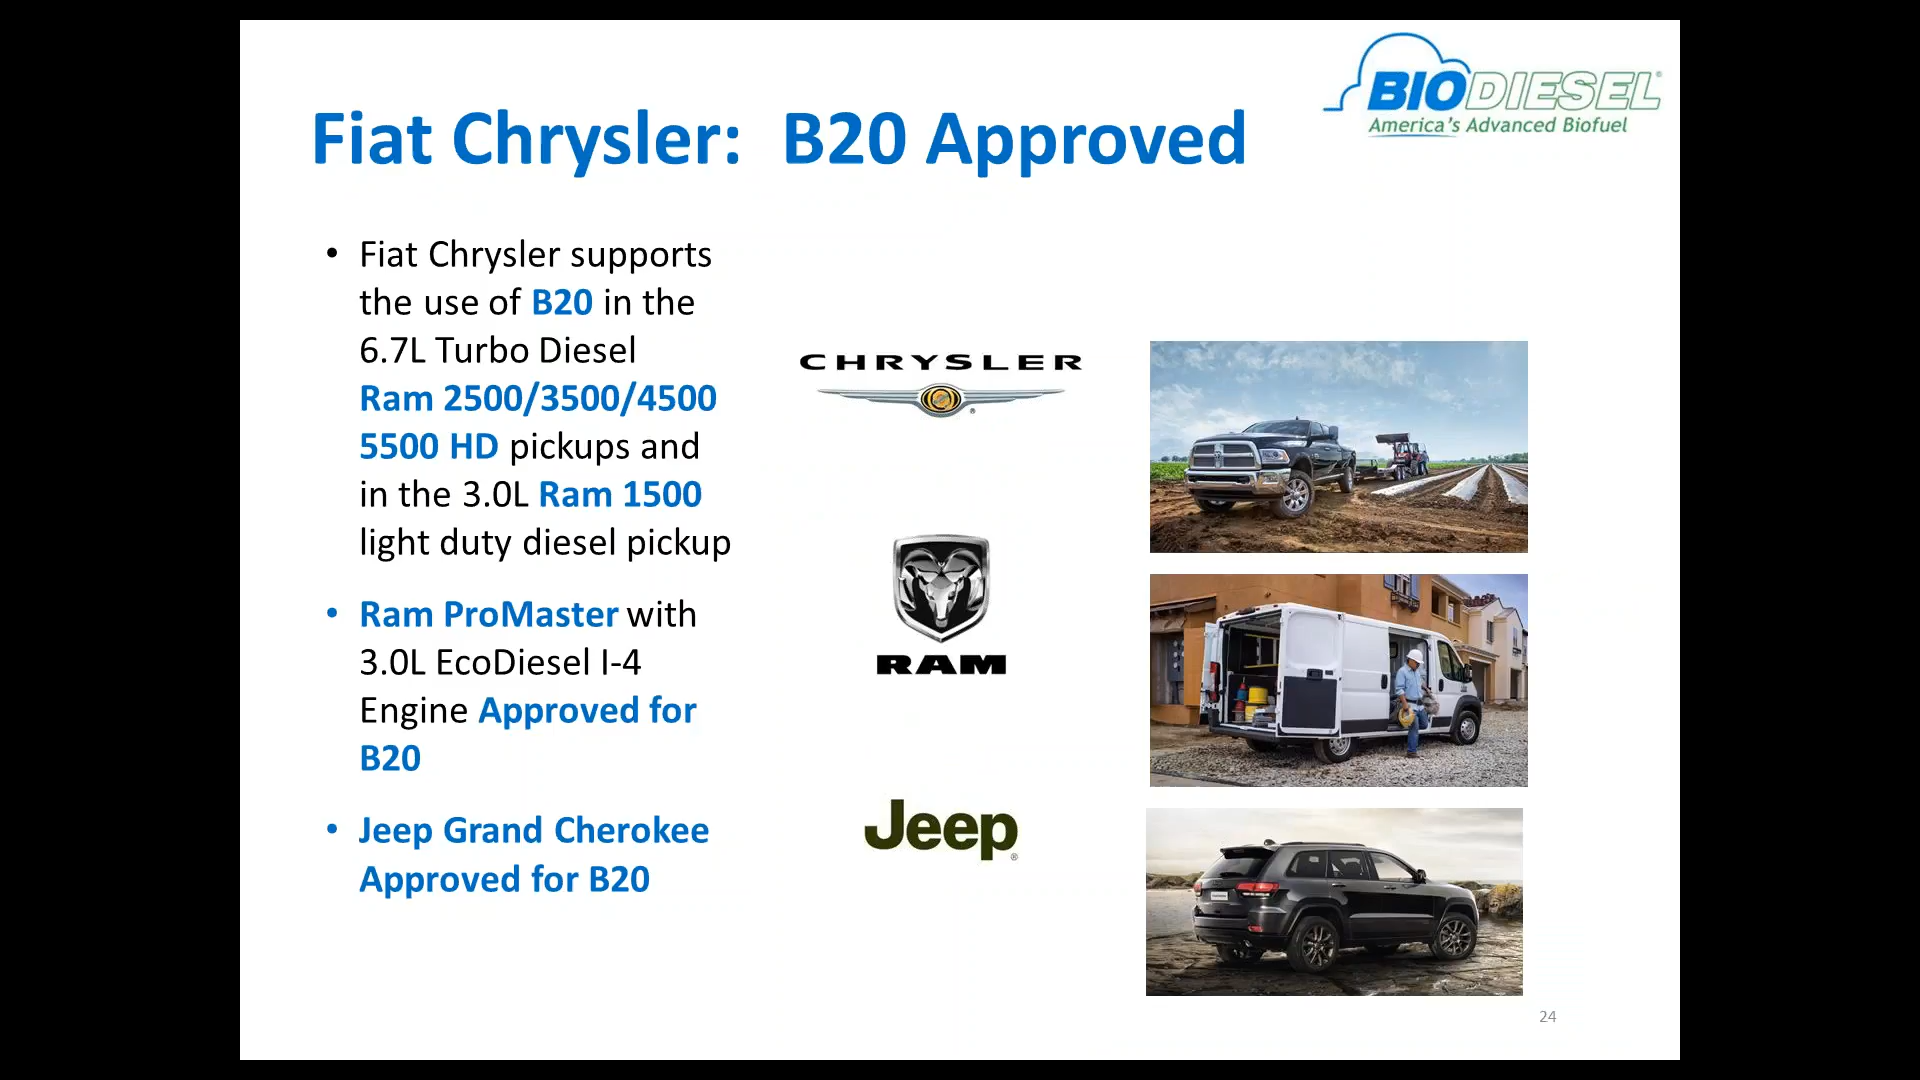 BIODIESEL®
America's Advanced Biofuel
Fiat Chrysler: B20 Approved
• Fiat Chrysler supports
the use of B20 in the
6.7L Turbo Diesel
Ram 2500/3500/4500
5500 HD pickups and
in the 3.0L Ram 1500
light duty diesel pickup
• Ram ProMaster with
3.0L EcoDiesel I-4
Engine Approved for
B20
• Jeep Grand Cherokee
Approved for B20
CHRYSLER
®
RAM
Jeep®
24